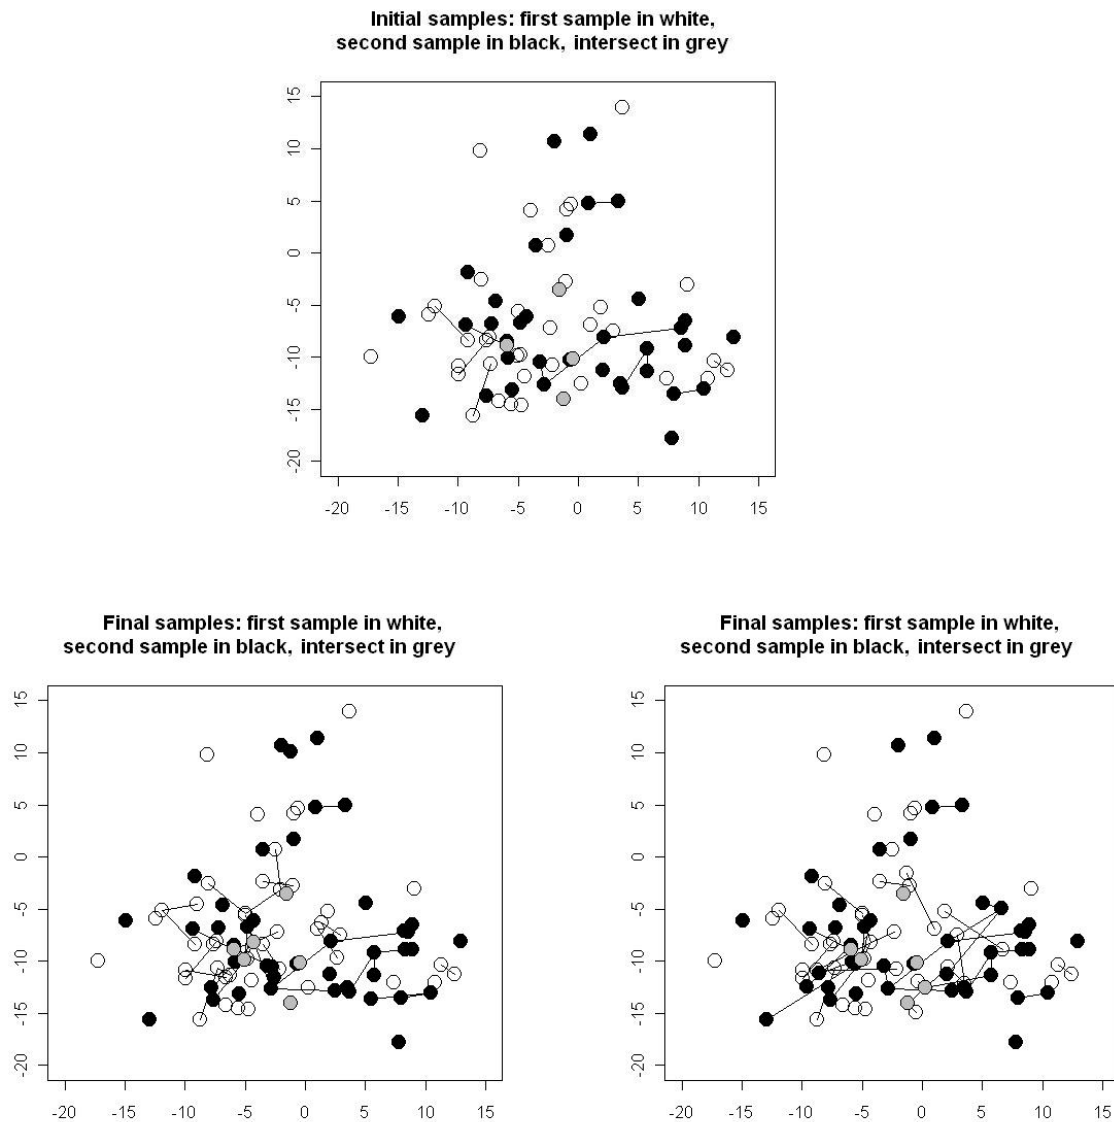 Initial samples: first sample in white,
second sample in black, intersect in grey
15
10
5
0
-5
-10
-15
-20
-20 -15 -10 -5 0 5 10 15
Final samples: first sample in white,
second sample in black, intersect in grey
15
10
5
0
-5
-10
-15
-20
-20 -15 -10 -5 0 5 10 15
Final samples: first sample in white,
second sample in black, intersect in grey
15
10
5
0
-5
-10
-15
-20
-20 -15 -10 -5 0 5 10 15